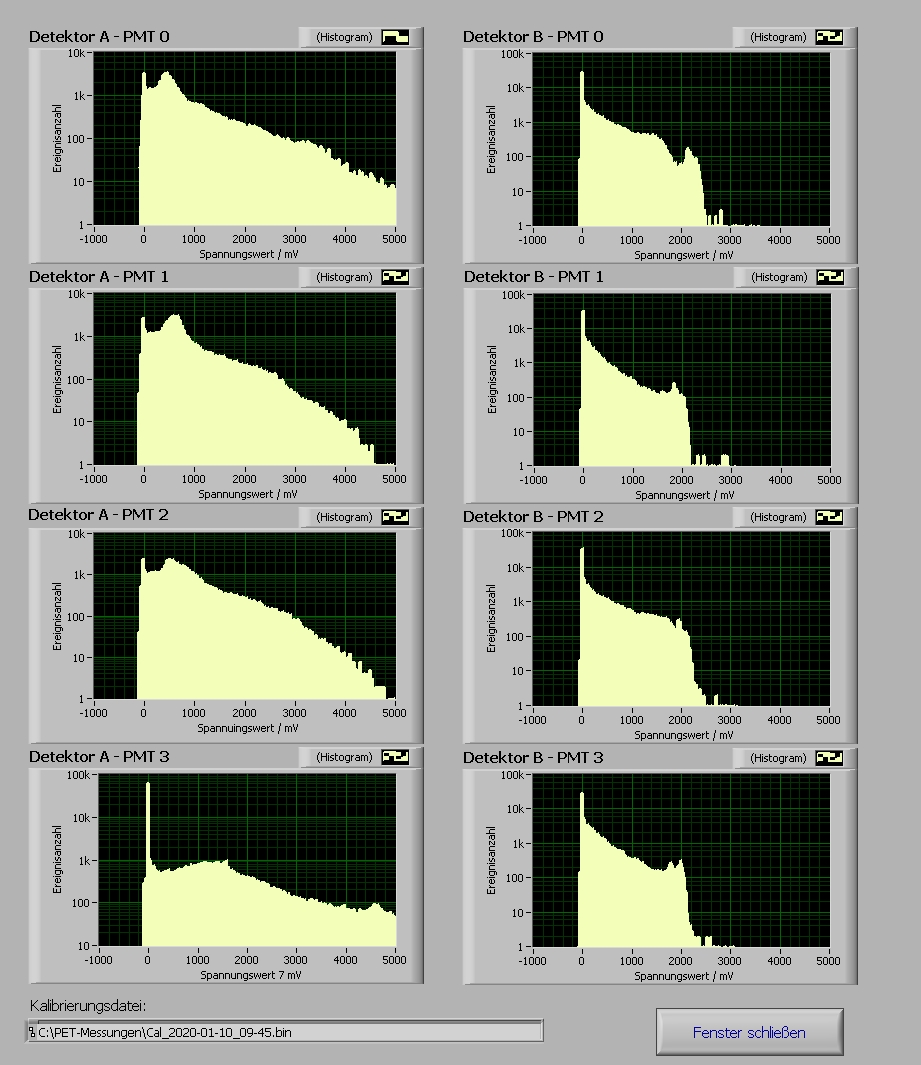 Detektor A - PMT 0
(Histogram)
Ereignisanzahl
10k
1k
100
10
1
-1000 0 1000 2000 3000 4000 5000
Spannungswert / mV
Detektor B - PMT 0
(Histogram)
Ereignisanzahl
100k
10k
1k
100
10
1
-1000 0 1000 2000 3000 4000 5000
Spannungswert / mV
Detektor A - PMT 1
(Histogram)
Ereignisanzahl
10k
1k
100
10
1
-1000 0 1000 2000 3000 4000 5000
Spannungswert / mV
Detektor B - PMT 1
(Histogram)
Ereignisanzahl
100k
10k
1k
100
10
1
-1000 0 1000 2000 3000 4000 5000
Spannungswert / mV
Detektor A - PMT 2
(Histogram)
Ereignisanzahl
10k
1k
100
10
1
-1000 0 1000 2000 3000 4000 5000
Spannuingswert / mV
Detektor B - PMT 2
(Histogram)
Ereignisanzahl
100k
10k
1k
100
10
1
-1000 0 1000 2000 3000 4000 5000
Spannungswert / mV
Detektor A - PMT 3
(Histogram)
Ereignisanzahl
100k
10k
1k
100
10
-1000 0 1000 2000 3000 4000 5000
Spannungswert 7 mV
Detektor B - PMT 3
(Histogram)
Ereignisanzahl
100k
10k
1k
100
10
1
-1000 0 1000 2000 3000 4000 5000
Spannungswert / mV
Kalibrierungsdatei:
C:\PET-Messungen\Cal_2020-01-10_09-45.bin
Fenster schließen